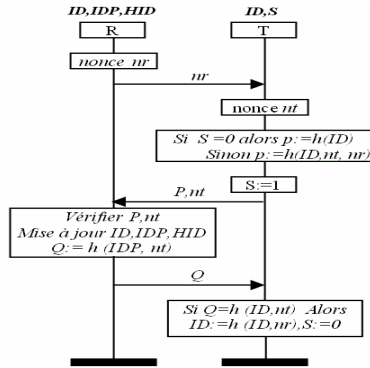 ID,IDP,HID
ID,S
R
T
nonce nr
nr
nonce nt
Si S =0 alors p:=h(ID)
Sinon p:=h(ID,nt, nr)
S:=1
P,nt
Vérifier P,nt
Mise à jour ID,IDP,HID
Q:= h (IDP, nt)
Q
Si Q=h (ID,nt) Alors
ID:=h (ID,nr),S:=0